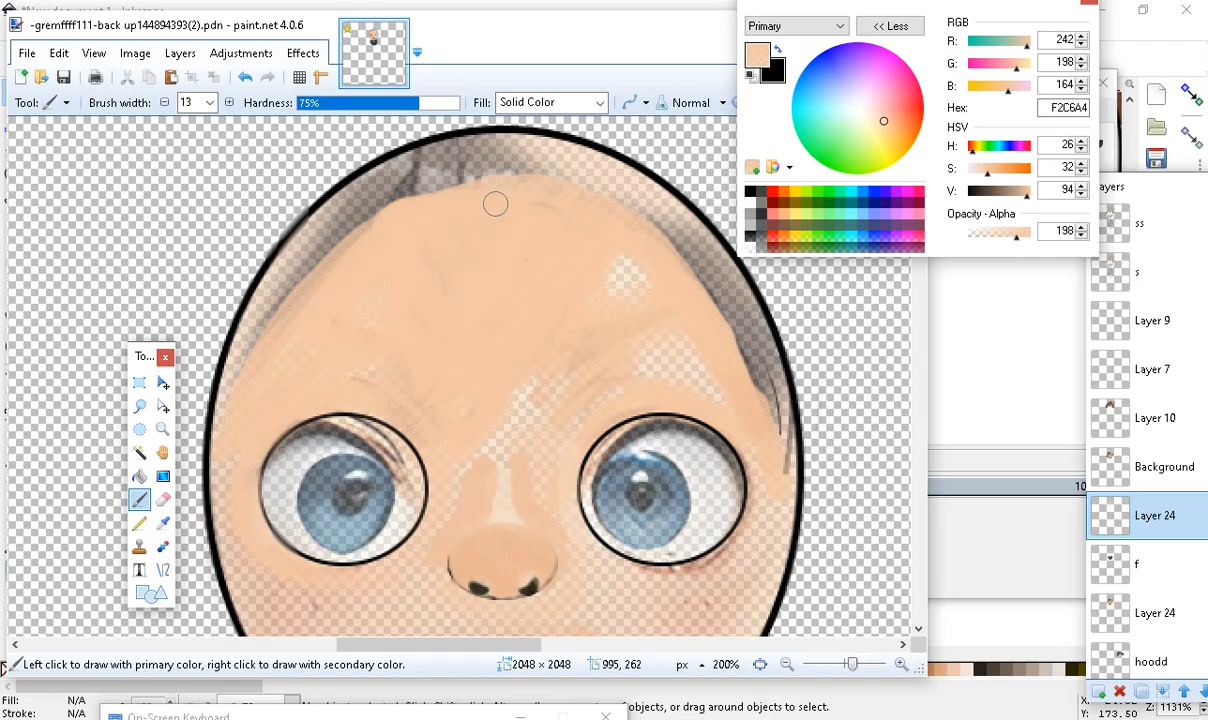 -gremffff111-back up144894393(2).pdn - paint.net 4.0.6
File Edit View Image Layers Adjustments Effects
Tool: Brush width: 13 Hardness: 75% Fill: Solid Color Normal
Primary << Less
RGB
R: 242
G: 198
B: 164
Hex: F2C6A4
HSV
H: 26
S: 32
V: 94
Opacity - Alpha
198
To... x
ayers
ss
s
Layer 9
Layer 7
Layer 10
Background
Layer 24
f
Layer 24
hoodd
10
Left click to draw with primary color, right click to draw with secondary color. 2048 × 2048 995, 262 px 200%
Fill: N/A
Stroke: N/A
On-Screen Keyboard
of objects, or drag around objects to select.
Y: 173.50
Z: 1131%